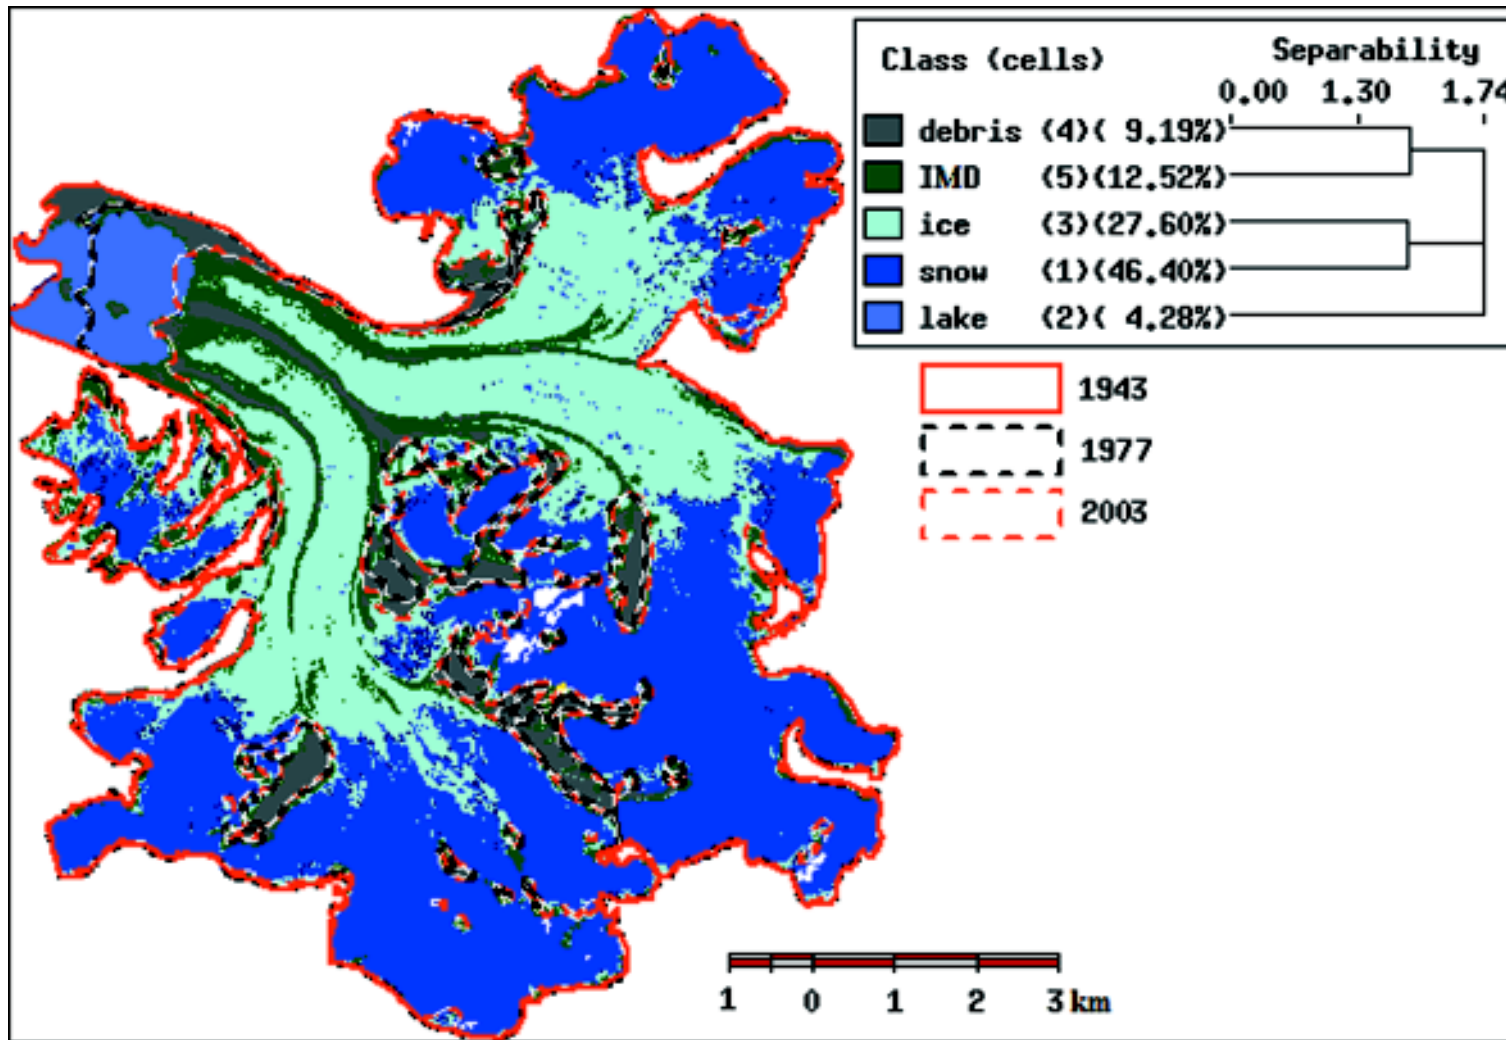 Class (cells) Separability
0.00 1.30 1.74
debris (4)( 9.19%)
IMD (5)(12.52%)
ice (3)(27.60%)
snow (1)(46.40%)
lake (2)( 4.28%)
1943
1977
2003
1 0 1 2 3 km